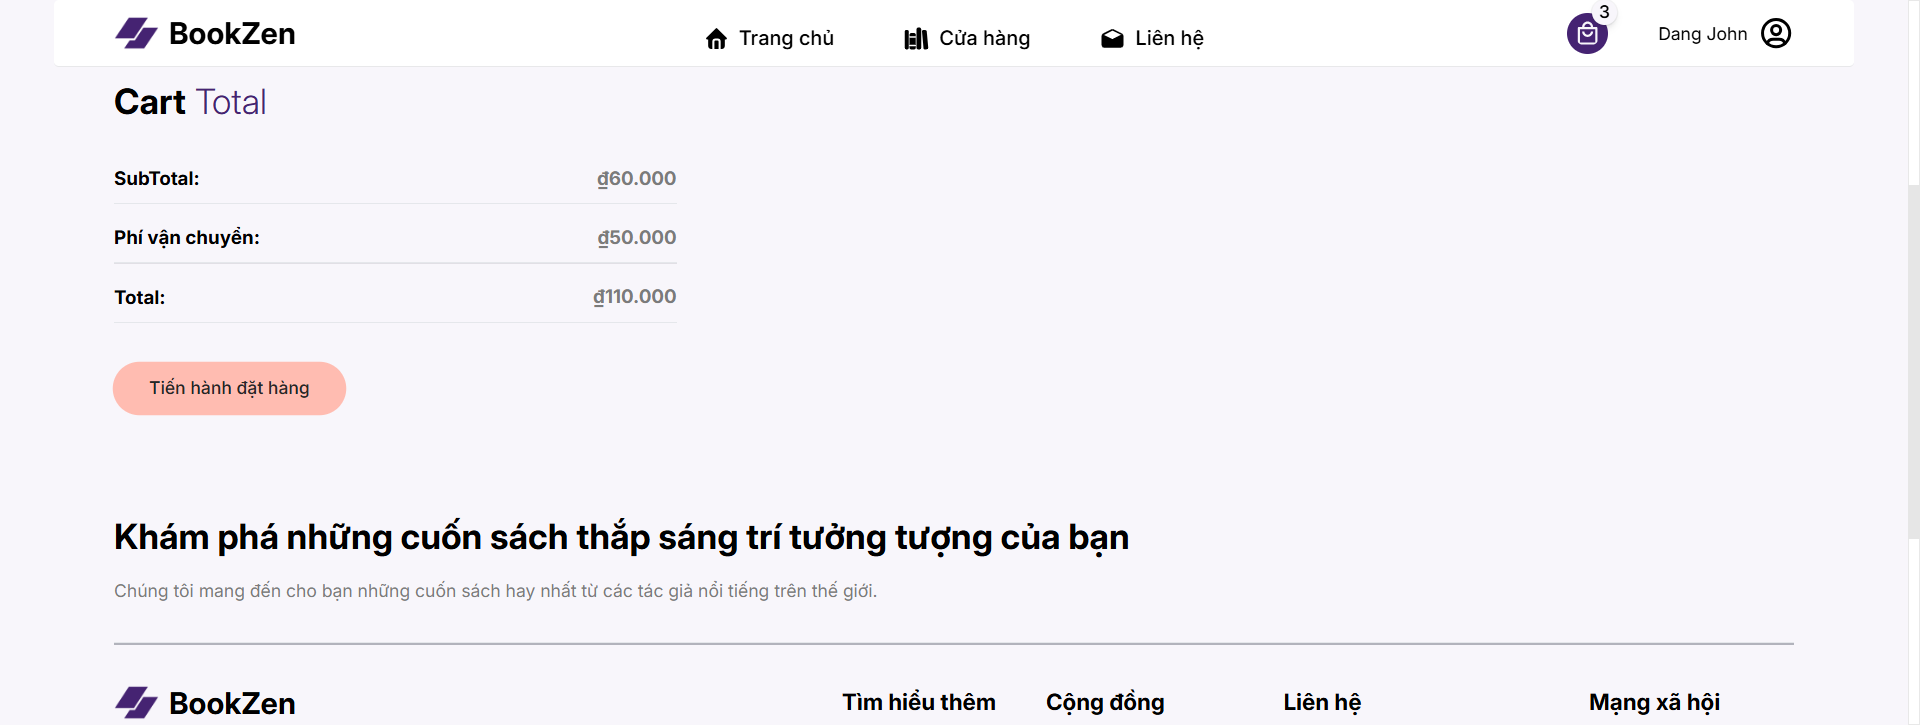 BookZen
Trang chủ
Cửa hàng
Liên hệ
3
Dang John
Cart Total
SubTotal: ₫60.000
Phí vận chuyển: ₫50.000
Total: ₫110.000
Tiến hành đặt hàng
Khám phá những cuốn sách thắp sáng trí tưởng tượng của bạn
Chúng tôi mang đến cho bạn những cuốn sách hay nhất từ các tác giả nổi tiếng trên thế giới.
BookZen
Tìm hiểu thêm
Cộng đồng
Liên hệ
Mạng xã hội